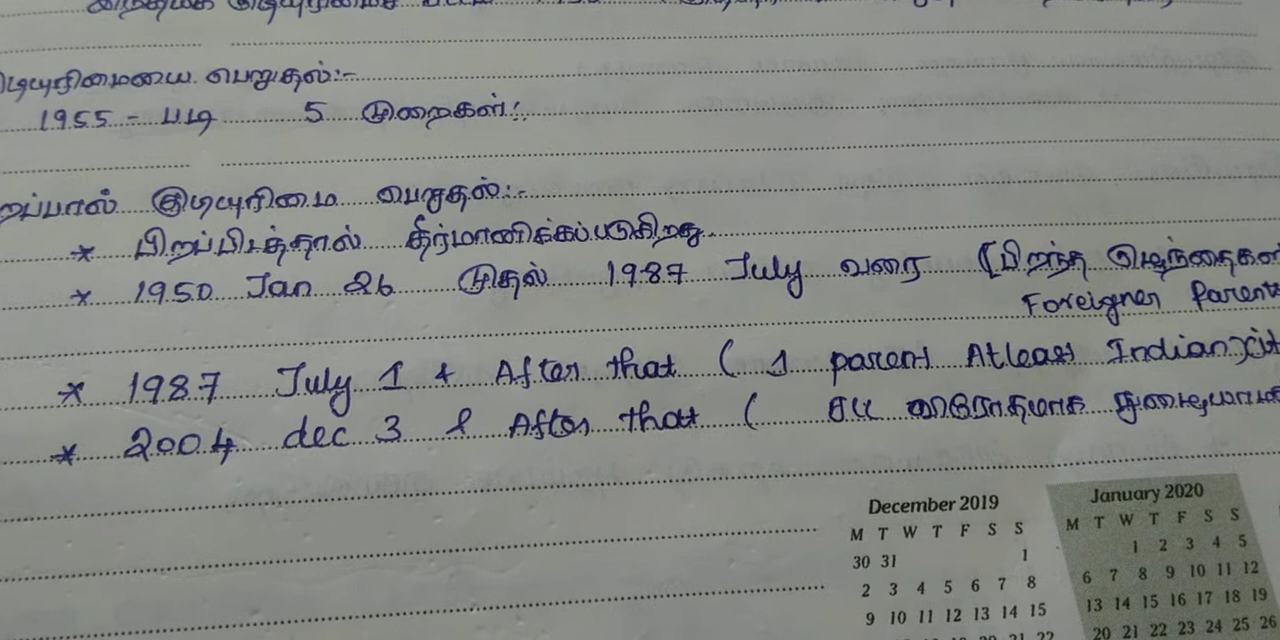 டியுரிமையை பெறுதல்:-
1955 - படி 5 முறைகள்:
றப்பால் குடியுரிமை பெறுதல்:-
* பிறப்பிடத்தால் தீர்மானிக்கப்படுகிறது.
* 1950 Jan 26 முதல் 1987 July வரை (பிறந்த குழந்தைகள்
Foreigner Parents
* 1987 July 1 & After that ( 1 parent Atleast Indian)
* 2004 dec 3 & After that ( சட்ட விரோதமாக
December 2019
M T W T F S S
30 31 1
2 3 4 5 6 7 8
9 10 11 12 13 14 15
January 2020
M T W T F S S
1 2 3 4 5
6 7 8 9 10 11 12
13 14 15 16 17 18 19
20 21 22 23 24 25 26